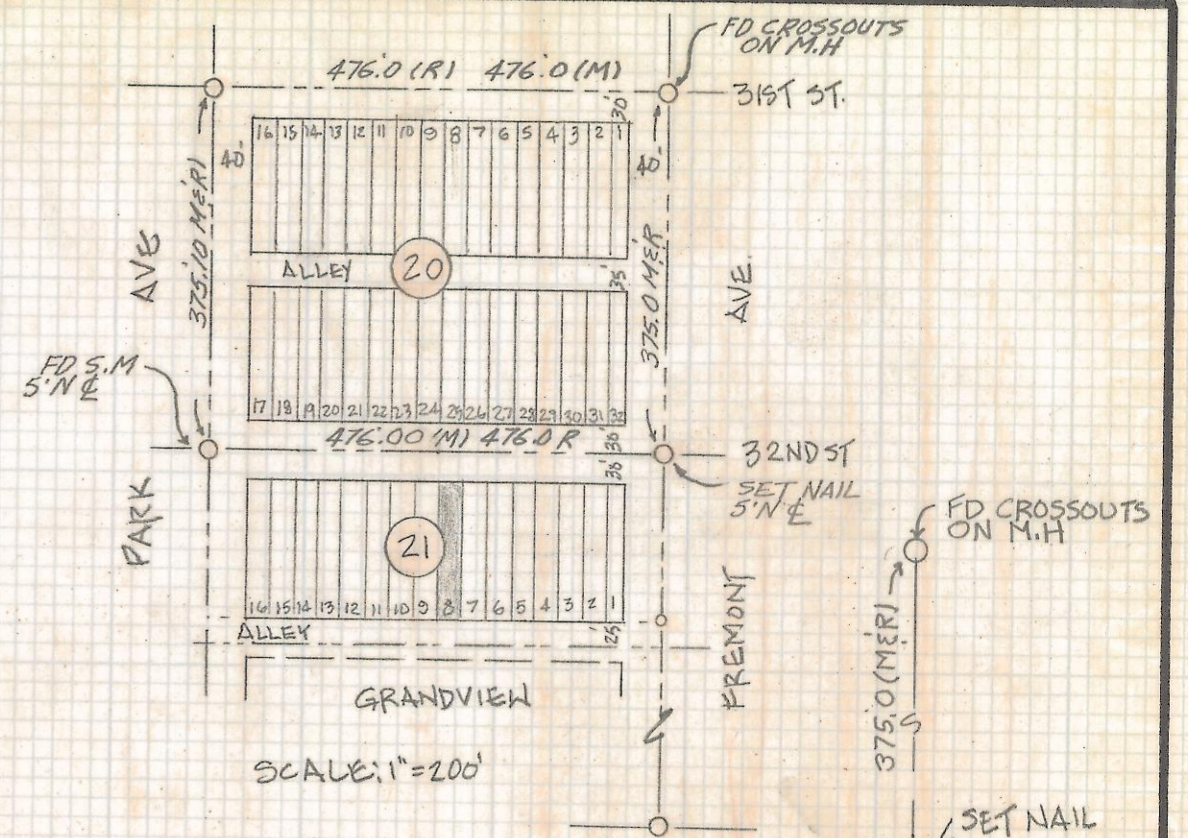 FD CROSSOUTS
ON M.H
476.0 (R) 476.0 (M)
31ST ST.
30'
16 15 14 13 12 11 10 9 8 7 6 5 4 3 2 1
40-
40-
375.10 M&R)
AVE
ALLEY
20
35'
375.0 M&R
AVE.
FD S.M
5'N ℄
17 18 19 20 21 22 23 24 25 26 27 28 29 30 31 32
476.00 (M) 476.0 R
30'
32ND ST
30'
SET NAIL
5'N ℄
PARK
21
FD CROSSOUTS
ON M.H
16 15 14 13 12 11 10 9 8 7 6 5 4 3 2 1
ALLEY
25'
FREMONT
375.0 (M&R)
GRANDVIEW
SCALE: 1"=200'
SET NAIL